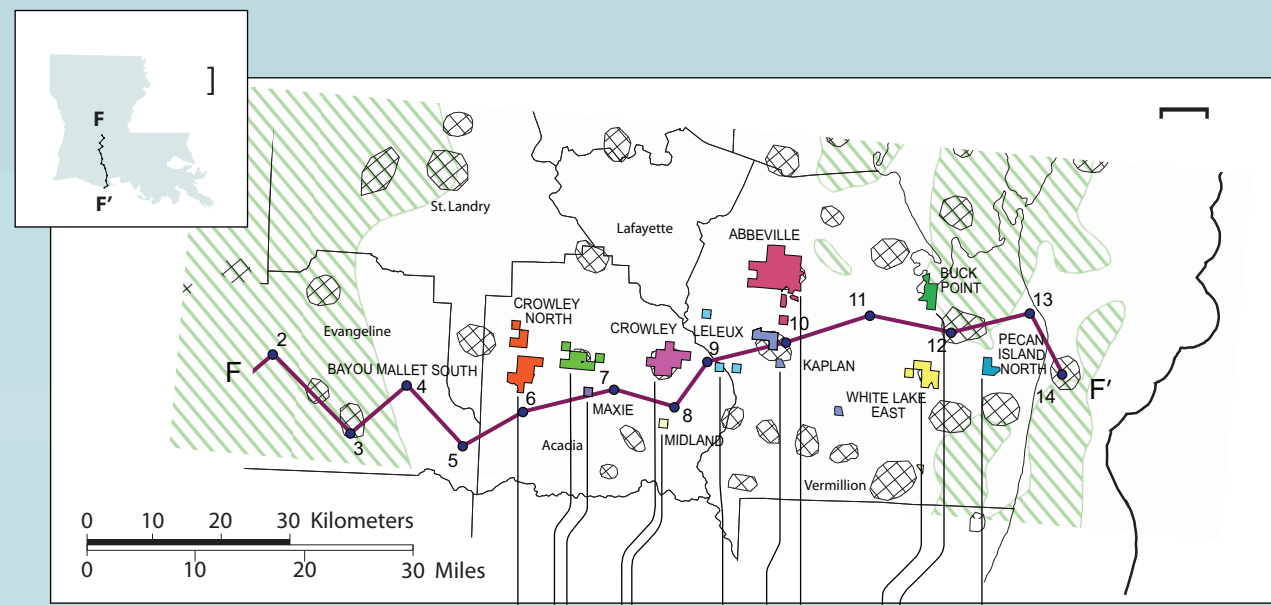 ]
F
F'
St. Landry
Lafayette
ABBEVILLE
BUCK
POINT
CROWLEY
NORTH
11
13
Evangeline
2
CROWLEY
LELEUX
10
12
PECAN
ISLAND
NORTH
F
BAYOU MALLET SOUTH
4
7
9
KAPLAN
14
F'
6
MAXIE
8
WHITE LAKE
EAST
3
5
Acadia
MIDLAND
Vermillion
0 10 20 30 Kilometers
0 10 20 30 Miles